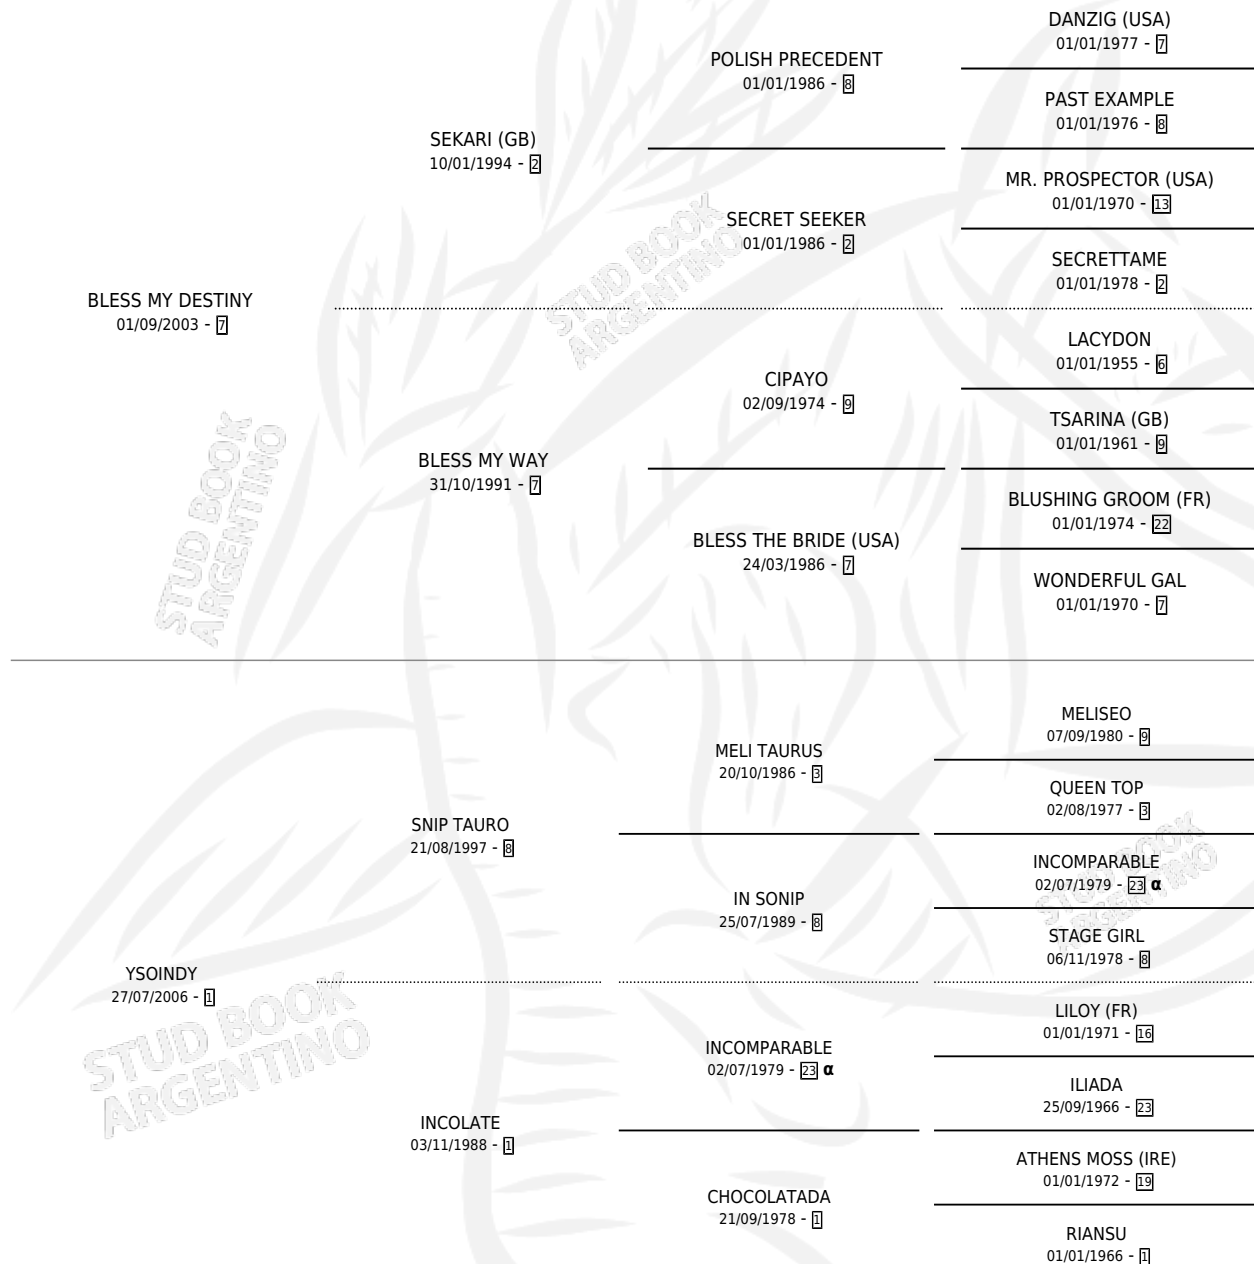 DANZIG (USA)
01/01/1977 - 7
POLISH PRECEDENT
01/01/1986 - 8
PAST EXAMPLE
01/01/1976 - 8
SEKARI (GB)
10/01/1994 - 2
MR. PROSPECTOR (USA)
01/01/1970 - 13
SECRET SEEKER
01/01/1986 - 2
SECRETTAME
01/01/1978 - 2
BLESS MY DESTINY
01/09/2003 - 7
LACYDON
01/01/1955 - 6
CIPAYO
02/09/1974 - 9
TSARINA (GB)
01/01/1961 - 9
BLESS MY WAY
31/10/1991 - 7
BLUSHING GROOM (FR)
01/01/1974 - 22
BLESS THE BRIDE (USA)
24/03/1986 - 7
WONDERFUL GAL
01/01/1970 - 7
MELISEO
07/09/1980 - 9
MELI TAURUS
20/10/1986 - 3
QUEEN TOP
02/08/1977 - 3
SNIP TAURO
21/08/1997 - 8
INCOMPARABLE
02/07/1979 - 23 α
IN SONIP
25/07/1989 - 8
STAGE GIRL
06/11/1978 - 8
YSOINDY
27/07/2006 - 1
LILOY (FR)
01/01/1971 - 16
INCOMPARABLE
02/07/1979 - 23 α
ILIADA
25/09/1966 - 23
INCOLATE
03/11/1988 - 1
ATHENS MOSS (IRE)
01/01/1972 - 19
CHOCOLATADA
21/09/1978 - 1
RIANSU
01/01/1966 - 1
STUD BOOK
ARGENTINO
STUD BOOK
ARGENTINO
STUD BOOK
ARGENTINO
STUD BOOK
ARGENTINO